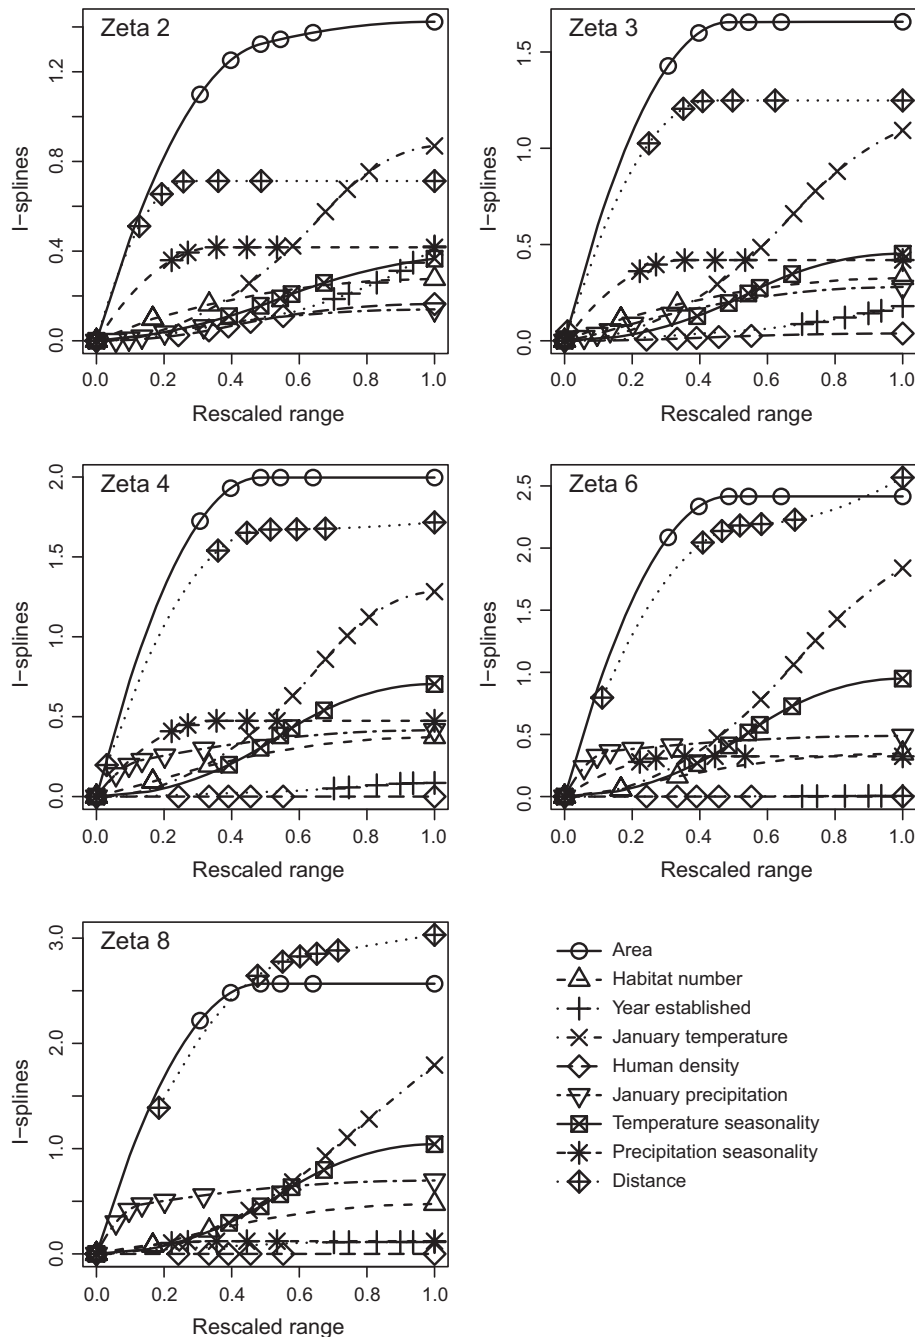 Zeta 2
I−splines
0.0 0.4 0.8 1.2
0.0 0.2 0.4 0.6 0.8 1.0
Rescaled range
Zeta 3
I−splines
0.0 0.5 1.0 1.5
0.0 0.2 0.4 0.6 0.8 1.0
Rescaled range
Zeta 4
I−splines
0.0 0.5 1.0 1.5 2.0
0.0 0.2 0.4 0.6 0.8 1.0
Rescaled range
Zeta 6
I−splines
0.0 0.5 1.0 1.5 2.0 2.5
0.0 0.2 0.4 0.6 0.8 1.0
Rescaled range
Zeta 8
I−splines
0.0 1.0 2.0 3.0
0.0 0.2 0.4 0.6 0.8 1.0
Rescaled range
Area
Habitat number
Year established
January temperature
Human density
January precipitation
Temperature seasonality
Precipitation seasonality
Distance